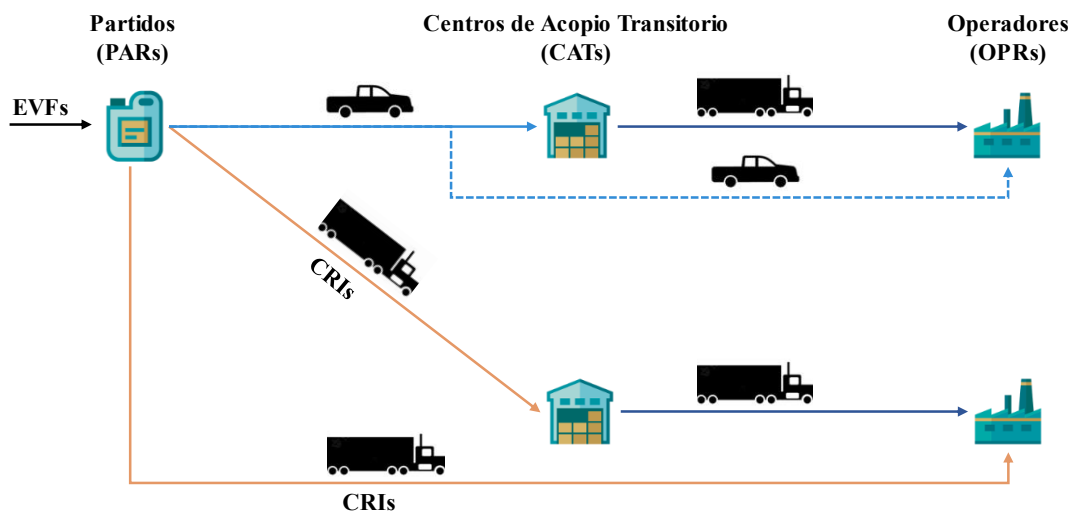 Partidos
(PARs)
Centros de Acopio Transitorio
(CATs)
Operadores
(OPRs)
EVFs
CRIs
CRIs